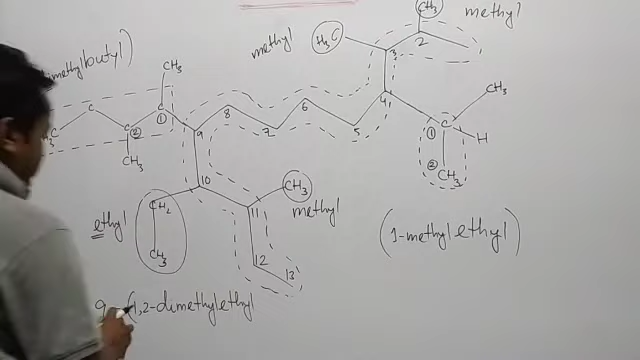 CH3
methyl
H3C
2
methyl
3
methylbutyl)
CH3
4
CH3
C
C
①
8
6
C
②
9
7
5
①
C
H
CH3
②
CH3
10
CH2
CH3
11
methyl
ethyl
(1-methylethyl)
CH3
12
13
9-(1,2-dimethylethyl